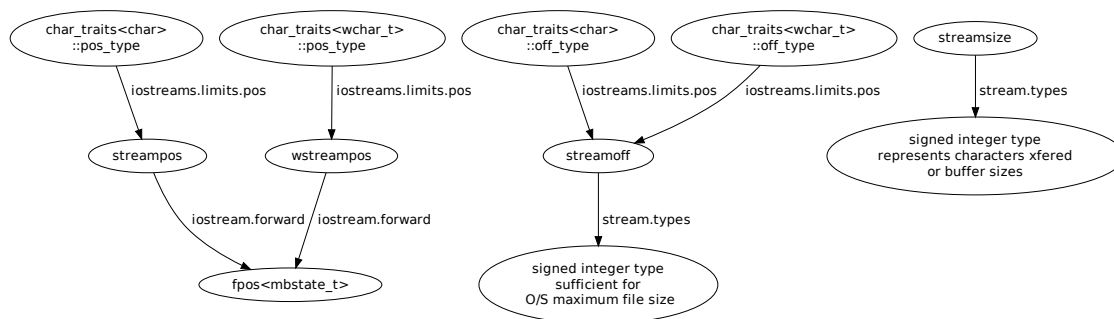 char_traits<char>
::pos_type
char_traits<wchar_t>
::pos_type
char_traits<char>
::off_type
char_traits<wchar_t>
::off_type
streamsize
iostreams.limits.pos
iostreams.limits.pos
iostreams.limits.pos
iostreams.limits.pos
stream.types
streampos
wstreampos
streamoff
signed integer type
represents characters xfered
or buffer sizes
iostream.forward
iostream.forward
stream.types
fpos<mbstate_t>
signed integer type
sufficient for
O/S maximum file size